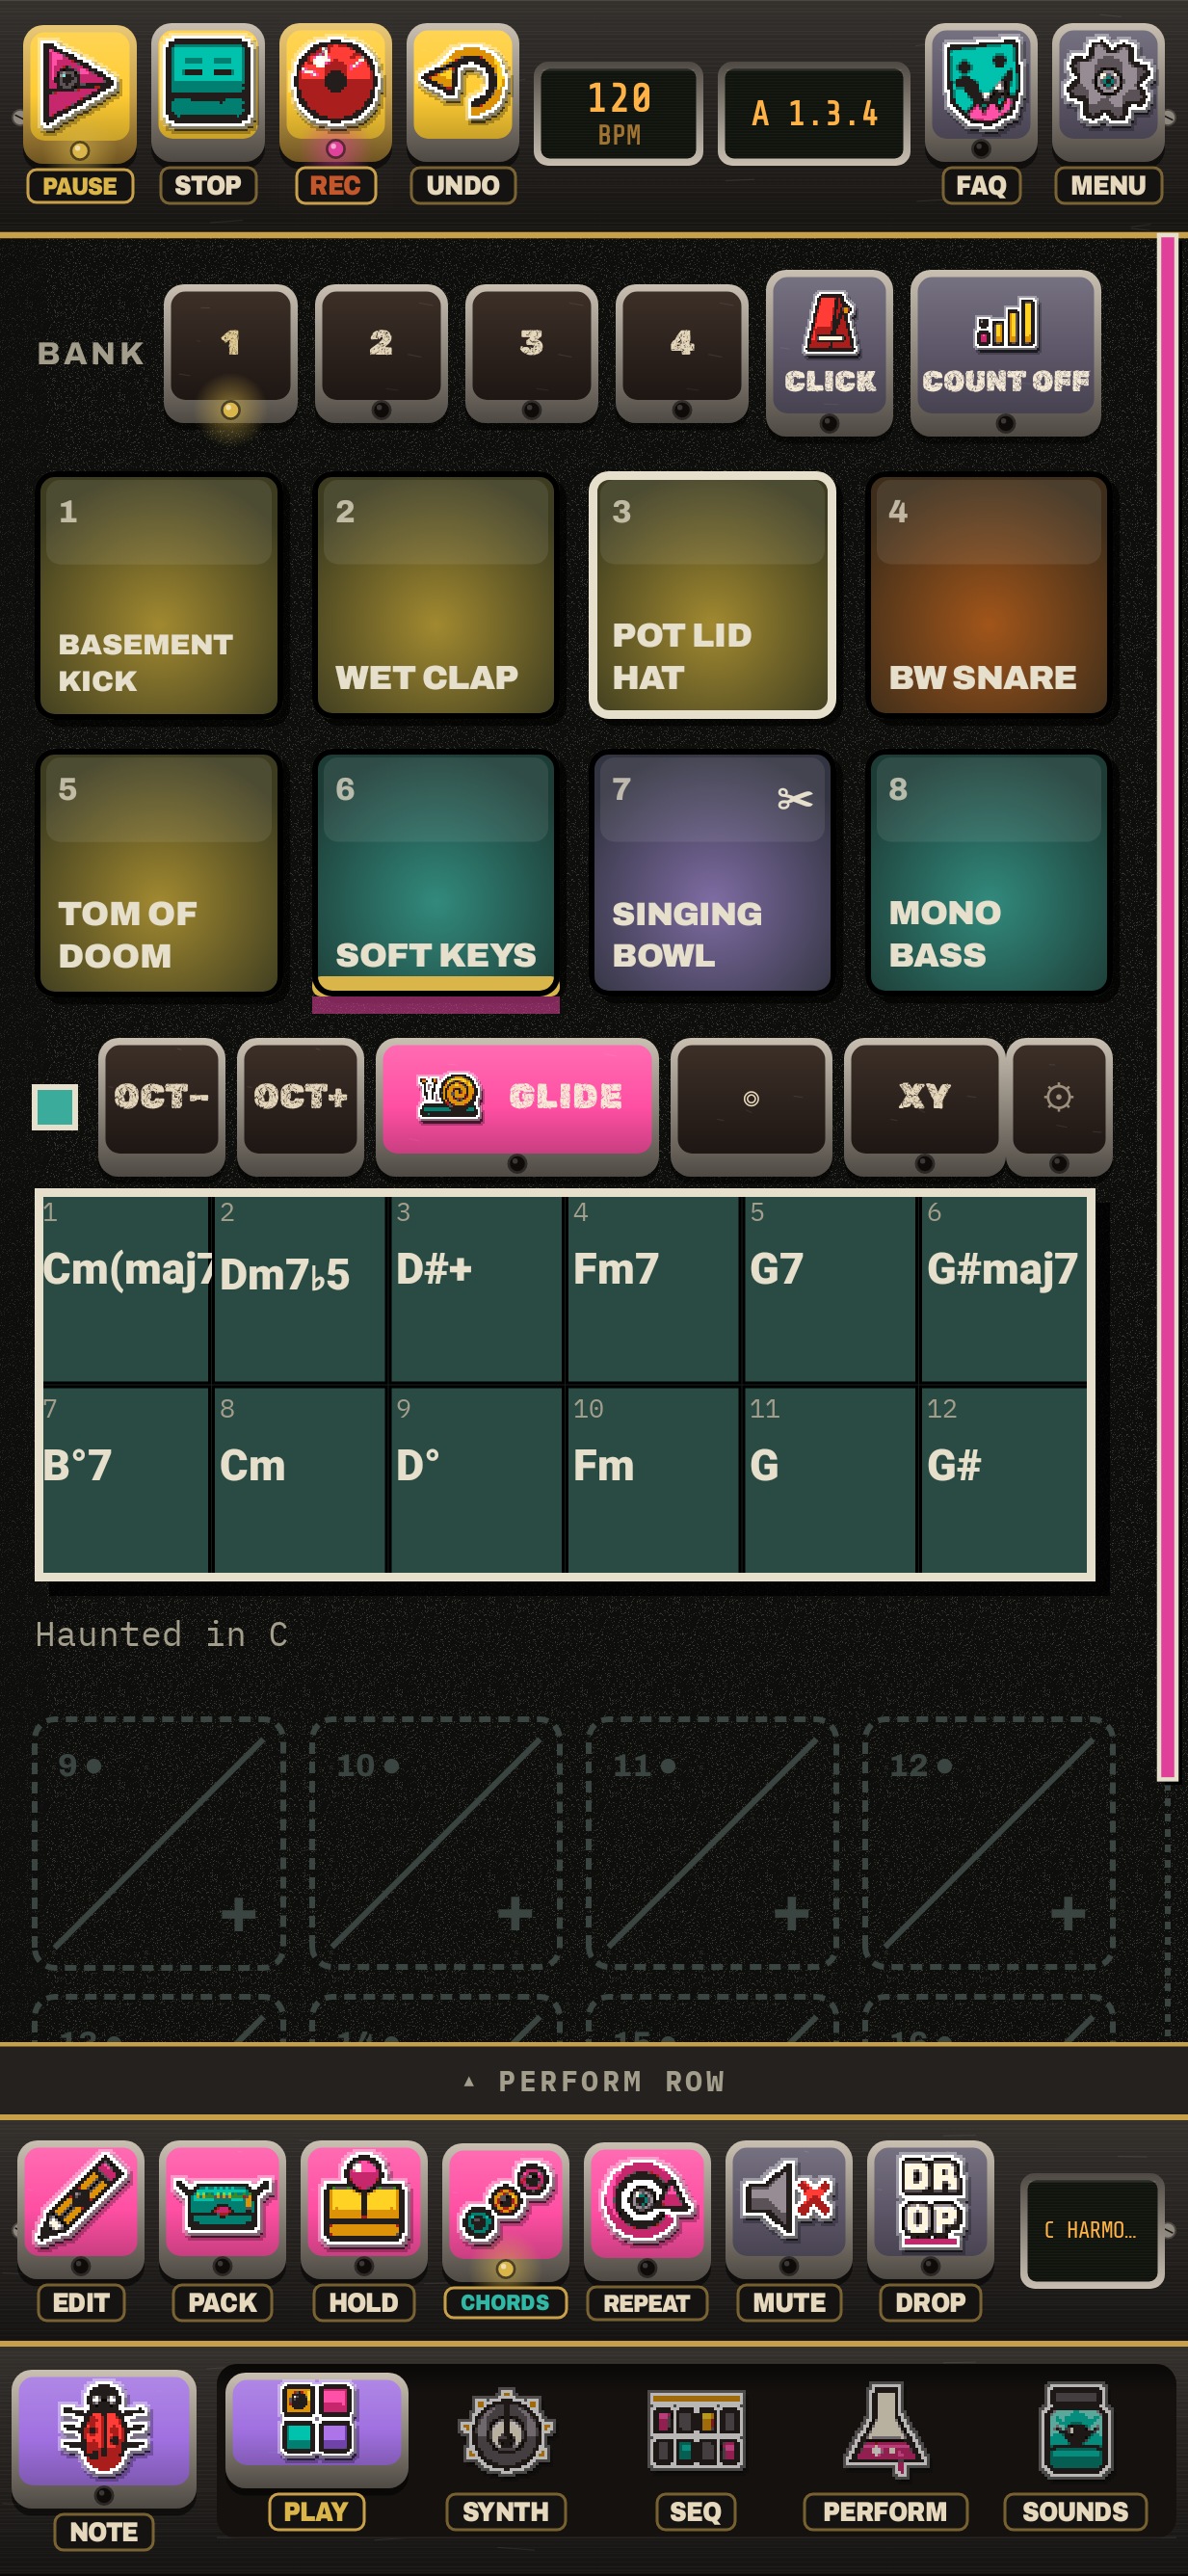 120
BPM
A 1.3.4
PAUSE
STOP
REC
UNDO
FAQ
MENU
BANK
1
2
3
4
CLICK
COUNT OFF
1
BASEMENT
KICK
2
WET CLAP
3
POT LID
HAT
4
BW SNARE
5
TOM OF
DOOM
6
SOFT KEYS
7
SINGING
BOWL
8
MONO
BASS
OCT-
OCT+
GLIDE
XY
1
Cm(maj7
2
Dm7♭5
3
D#+
4
Fm7
5
G7
6
G#maj7
7
B°7
8
Cm
9
D°
10
Fm
11
G
12
G#
Haunted in C
9
10
11
12
13
14
15
16
▴ PERFORM ROW
DR
OP
C HARMO…
EDIT
PACK
HOLD
CHORDS
REPEAT
MUTE
DROP
NOTE
PLAY
SYNTH
SEQ
PERFORM
SOUNDS